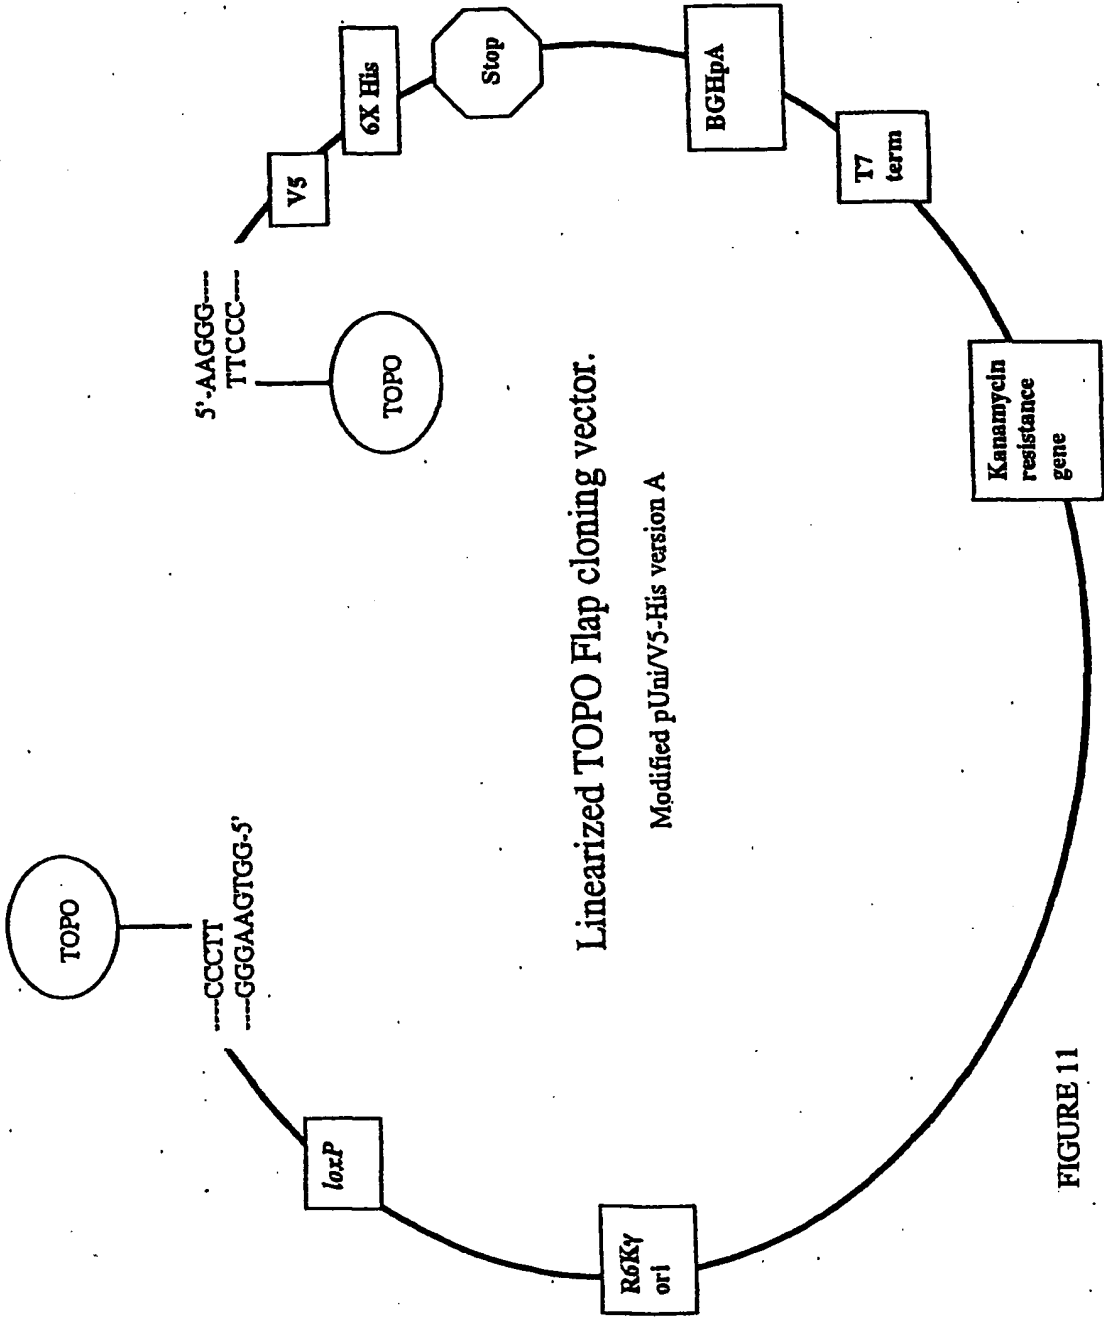 TOPO
----CCCTT
----GGGAAGTGG-5'
5'-AAGGG----
TTCCC----
TOPO
loxP
V5
6X His
Stop
R6Kγ
ori
BGHpA
T7
term
Kanamycin
resistance
gene
Linearized TOPO Flap cloning vector.
Modified pUni/V5-His version A
FIGURE 11